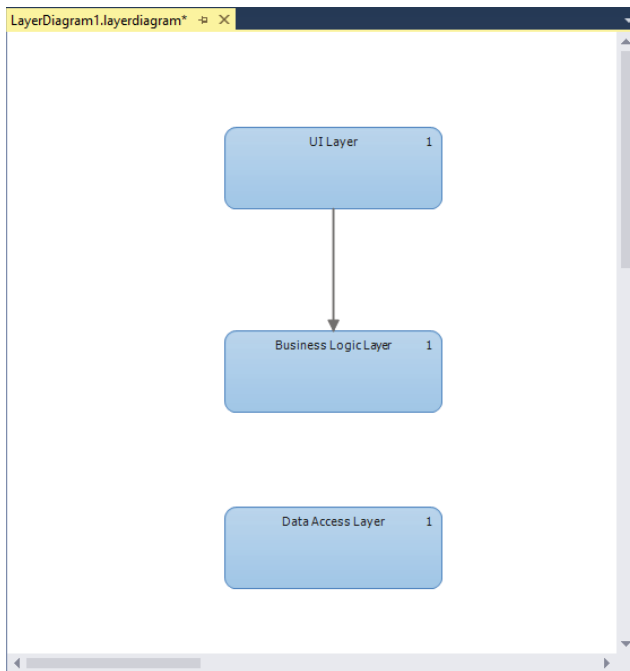 LayerDiagram1.layerdiagram*
UI Layer 1
Business Logic Layer 1
Data Access Layer 1